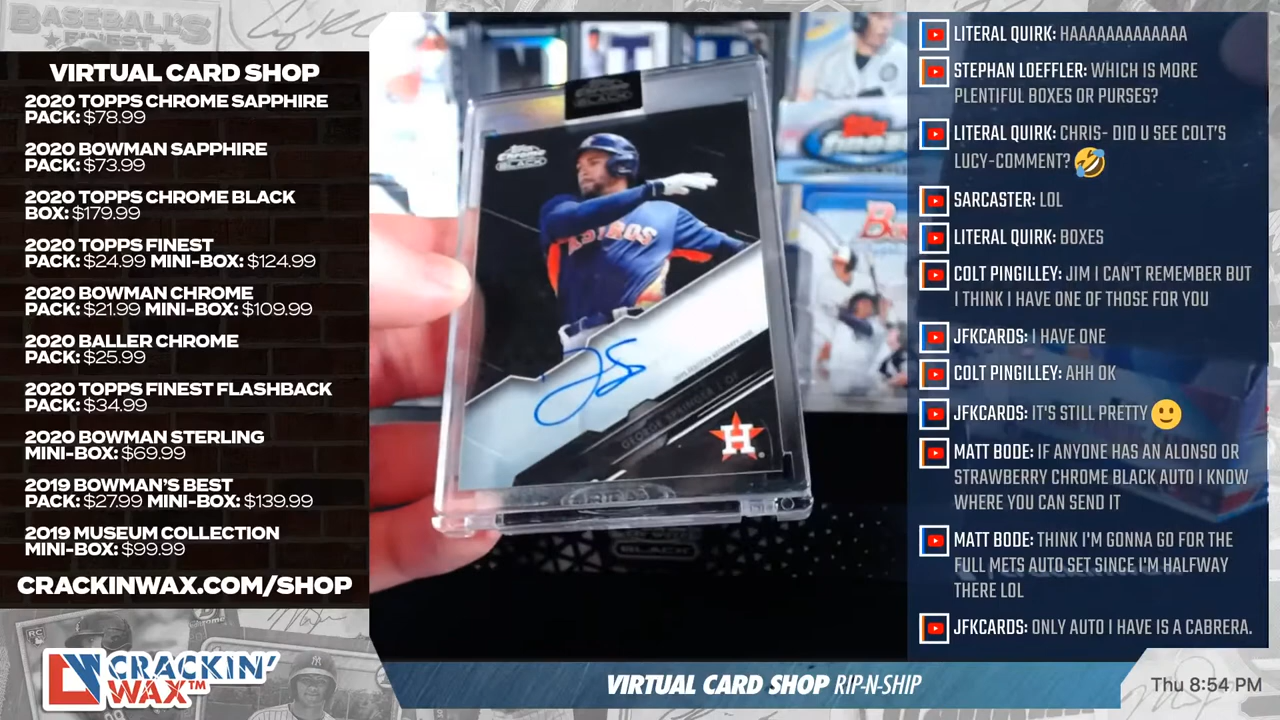 BASEBALL'S
FINEST
VIRTUAL CARD SHOP
2020 TOPPS CHROME SAPPHIRE
PACK: $78.99
2020 BOWMAN SAPPHIRE
PACK: $73.99
2020 TOPPS CHROME BLACK
BOX: $179.99
2020 TOPPS FINEST
PACK: $24.99 MINI-BOX: $124.99
2020 BOWMAN CHROME
PACK: $21.99 MINI-BOX: $109.99
2020 BALLER CHROME
PACK: $25.99
2020 TOPPS FINEST FLASHBACK
PACK: $34.99
2020 BOWMAN STERLING
MINI-BOX: $69.99
2019 BOWMAN'S BEST
PACK: $27.99 MINI-BOX: $139.99
2019 MUSEUM COLLECTION
MINI-BOX: $99.99
CRACKINWAX.COM/SHOP
RC
CRACKIN'
WAX™
Topps
CHROME
BLACK
ASTROS
GEORGE SPRINGER | OF
H
Topps
finest
LITERAL QUIRK: HAAAAAAAAAAAAA
STEPHAN LOEFFLER: WHICH IS MORE
PLENTIFUL BOXES OR PURSES?
LITERAL QUIRK: CHRIS- DID U SEE COLT'S
LUCY-COMMENT? 🤣
SARCASTER: LOL
LITERAL QUIRK: BOXES
COLT PINGILLEY: JIM I CAN'T REMEMBER BUT
I THINK I HAVE ONE OF THOSE FOR YOU
JFKCARDS: I HAVE ONE
COLT PINGILLEY: AHH OK
JFKCARDS: IT'S STILL PRETTY 🙂
MATT BODE: IF ANYONE HAS AN ALONSO OR
STRAWBERRY CHROME BLACK AUTO I KNOW
WHERE YOU CAN SEND IT
MATT BODE: THINK I'M GONNA GO FOR THE
FULL METS AUTO SET SINCE I'M HALFWAY
THERE LOL
JFKCARDS: ONLY AUTO I HAVE IS A CABRERA.
VIRTUAL CARD SHOP RIP-N-SHIP
Thu 8:54 PM